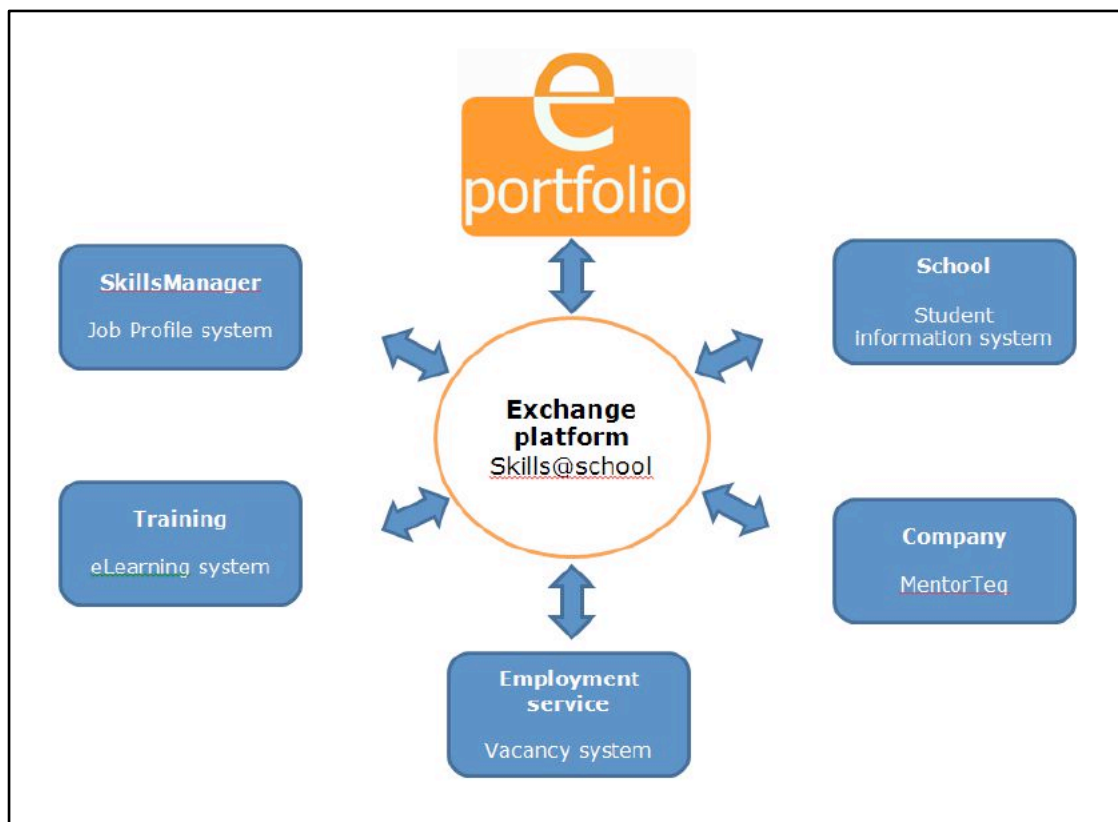 e
portfolio
SkillsManager
Job Profile system
School
Student
information system
Exchange
platform
Skills@school
Training
eLearning system
Company
MentorTeq
Employment
service
Vacancy system